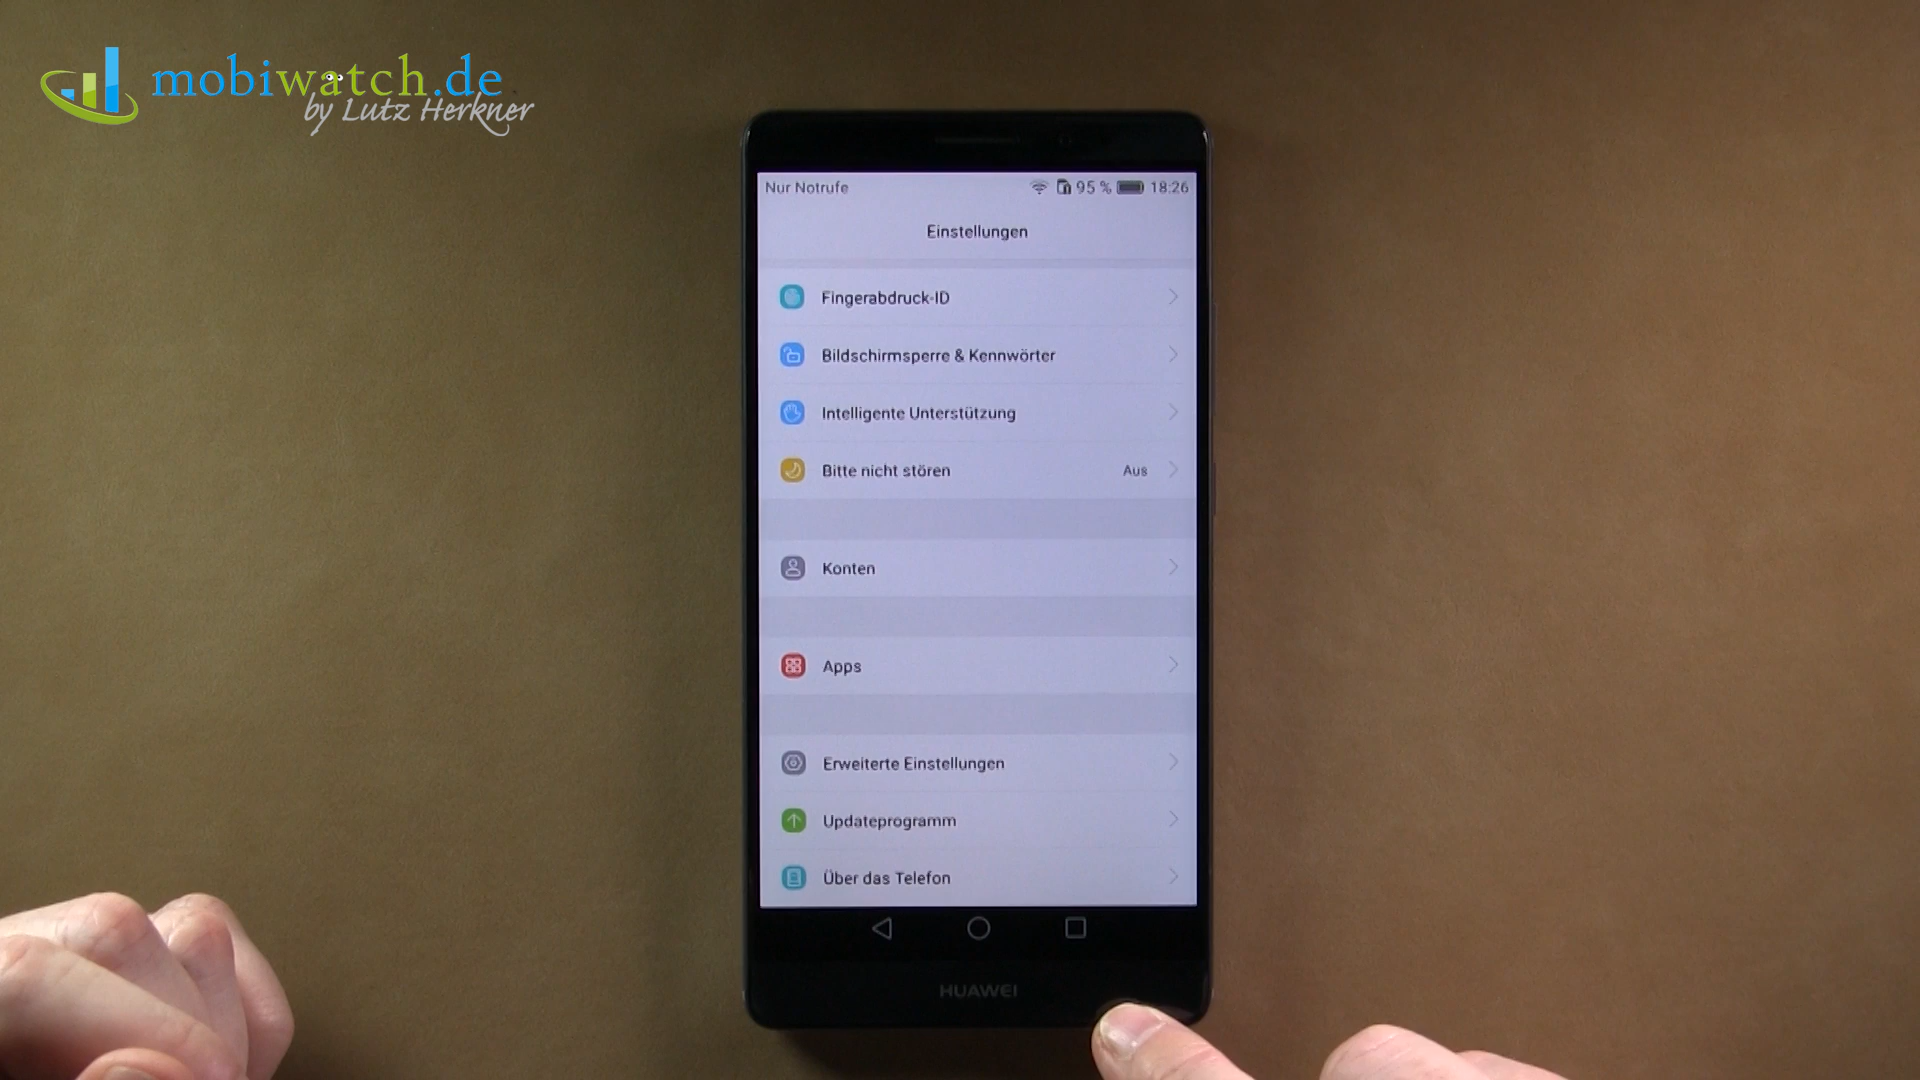 mobiwatch.de
by Lutz Herkner
Nur Notrufe 95 % 18:26
Einstellungen
Fingerabdruck-ID
Bildschirmsperre & Kennwörter
Intelligente Unterstützung
Bitte nicht stören Aus
Konten
Apps
Erweiterte Einstellungen
Updateprogramm
Über das Telefon
HUAWEI